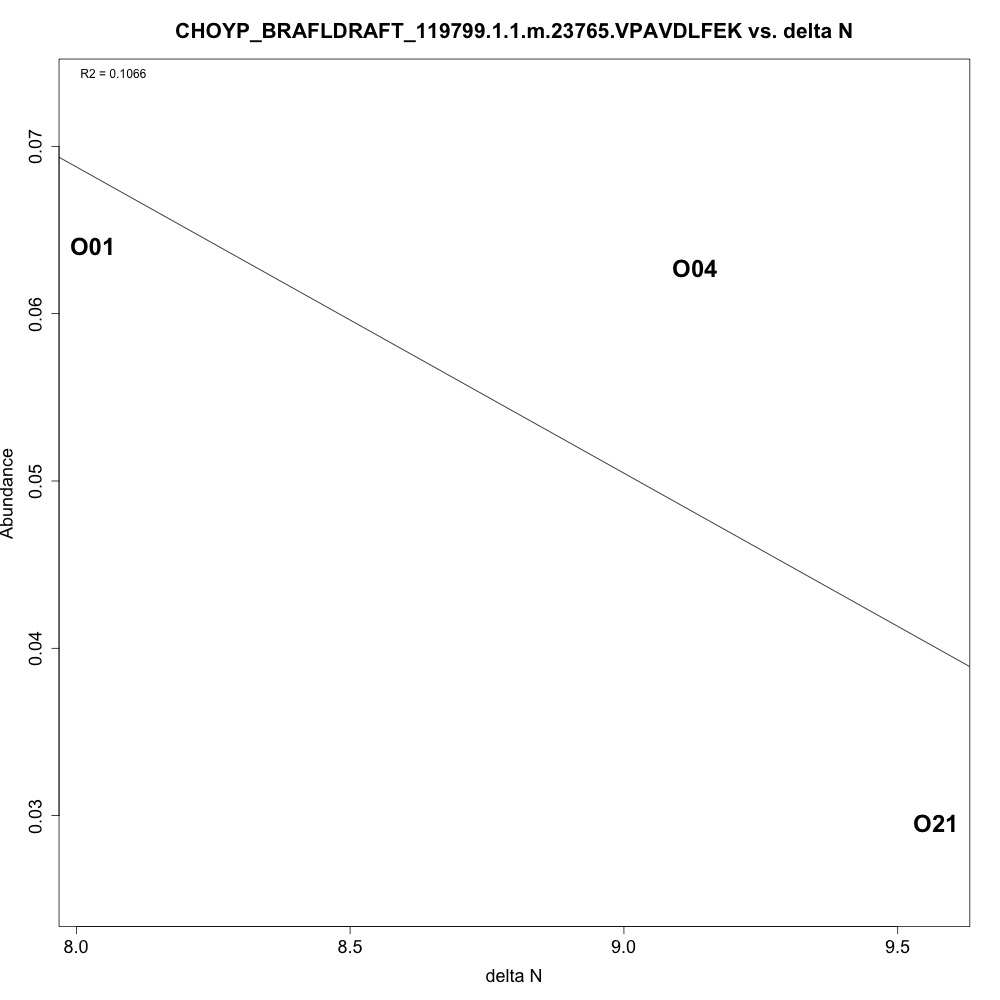 CHOYP_BRAFLDRAFT_119799.1.1.m.23765.VPAVDLFEK vs. delta N
R2 = 0.1066
0.07
O01
O04
0.06
0.05
Abundance
0.04
0.03
O21
8.0 8.5 9.0 9.5
delta N